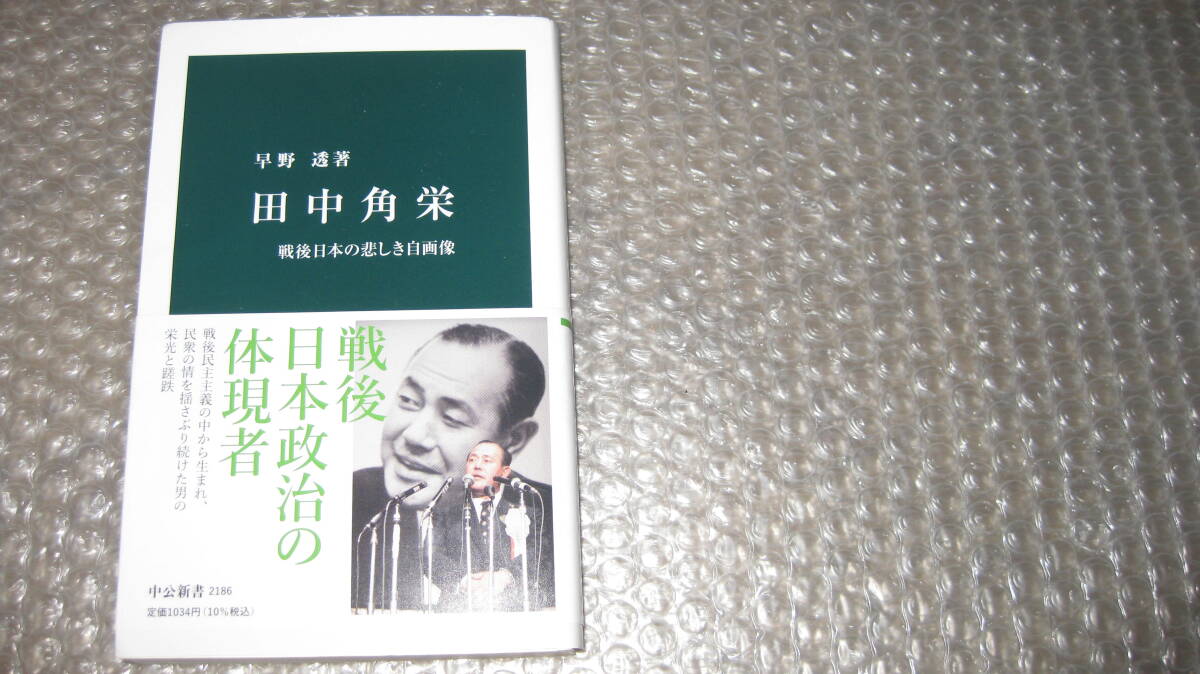 早野 透著
田中角栄
戦後日本の悲しき自画像
戦後
日本政治の
体現者
戦後民主主義の中から生まれ、
民衆の情を揺さぶり続けた男の
栄光と蹉跌
中公新書 2186
定価1034円(10%税込)